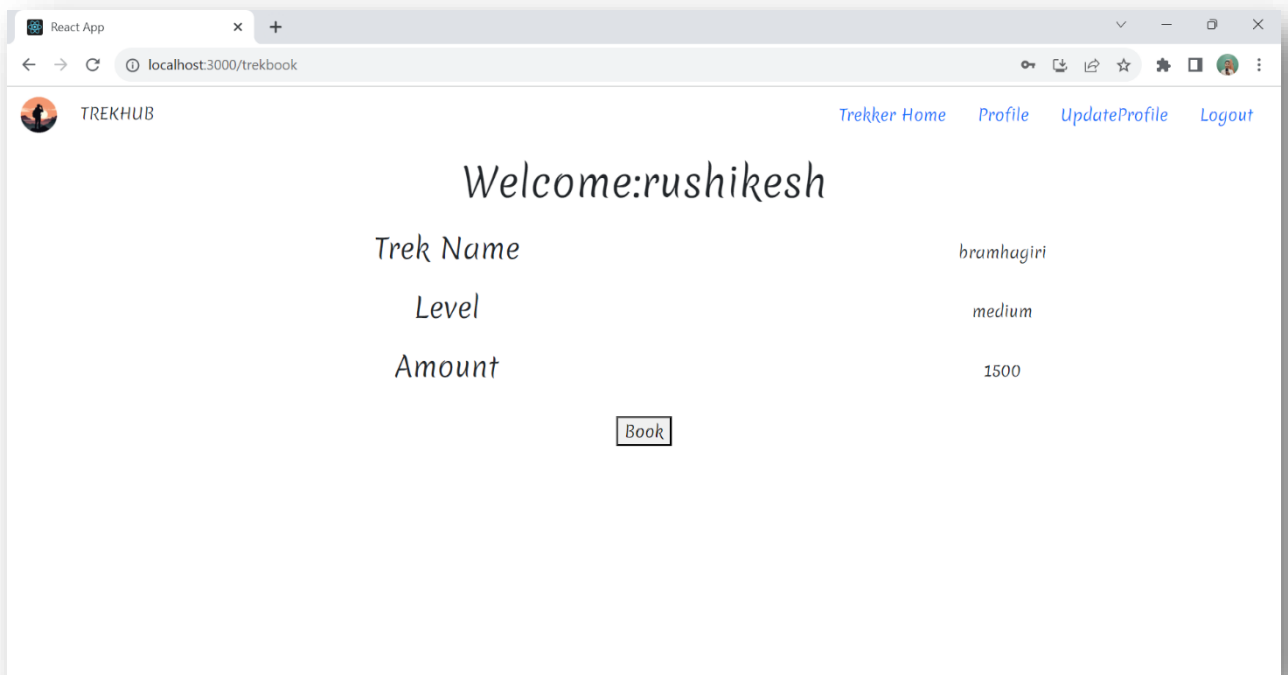 React App
localhost:3000/trekbook
TREKHUB Trekker Home Profile UpdateProfile Logout
Welcome:rushikesh
Trek Name bramhagiri
Level medium
Amount 1500
Book